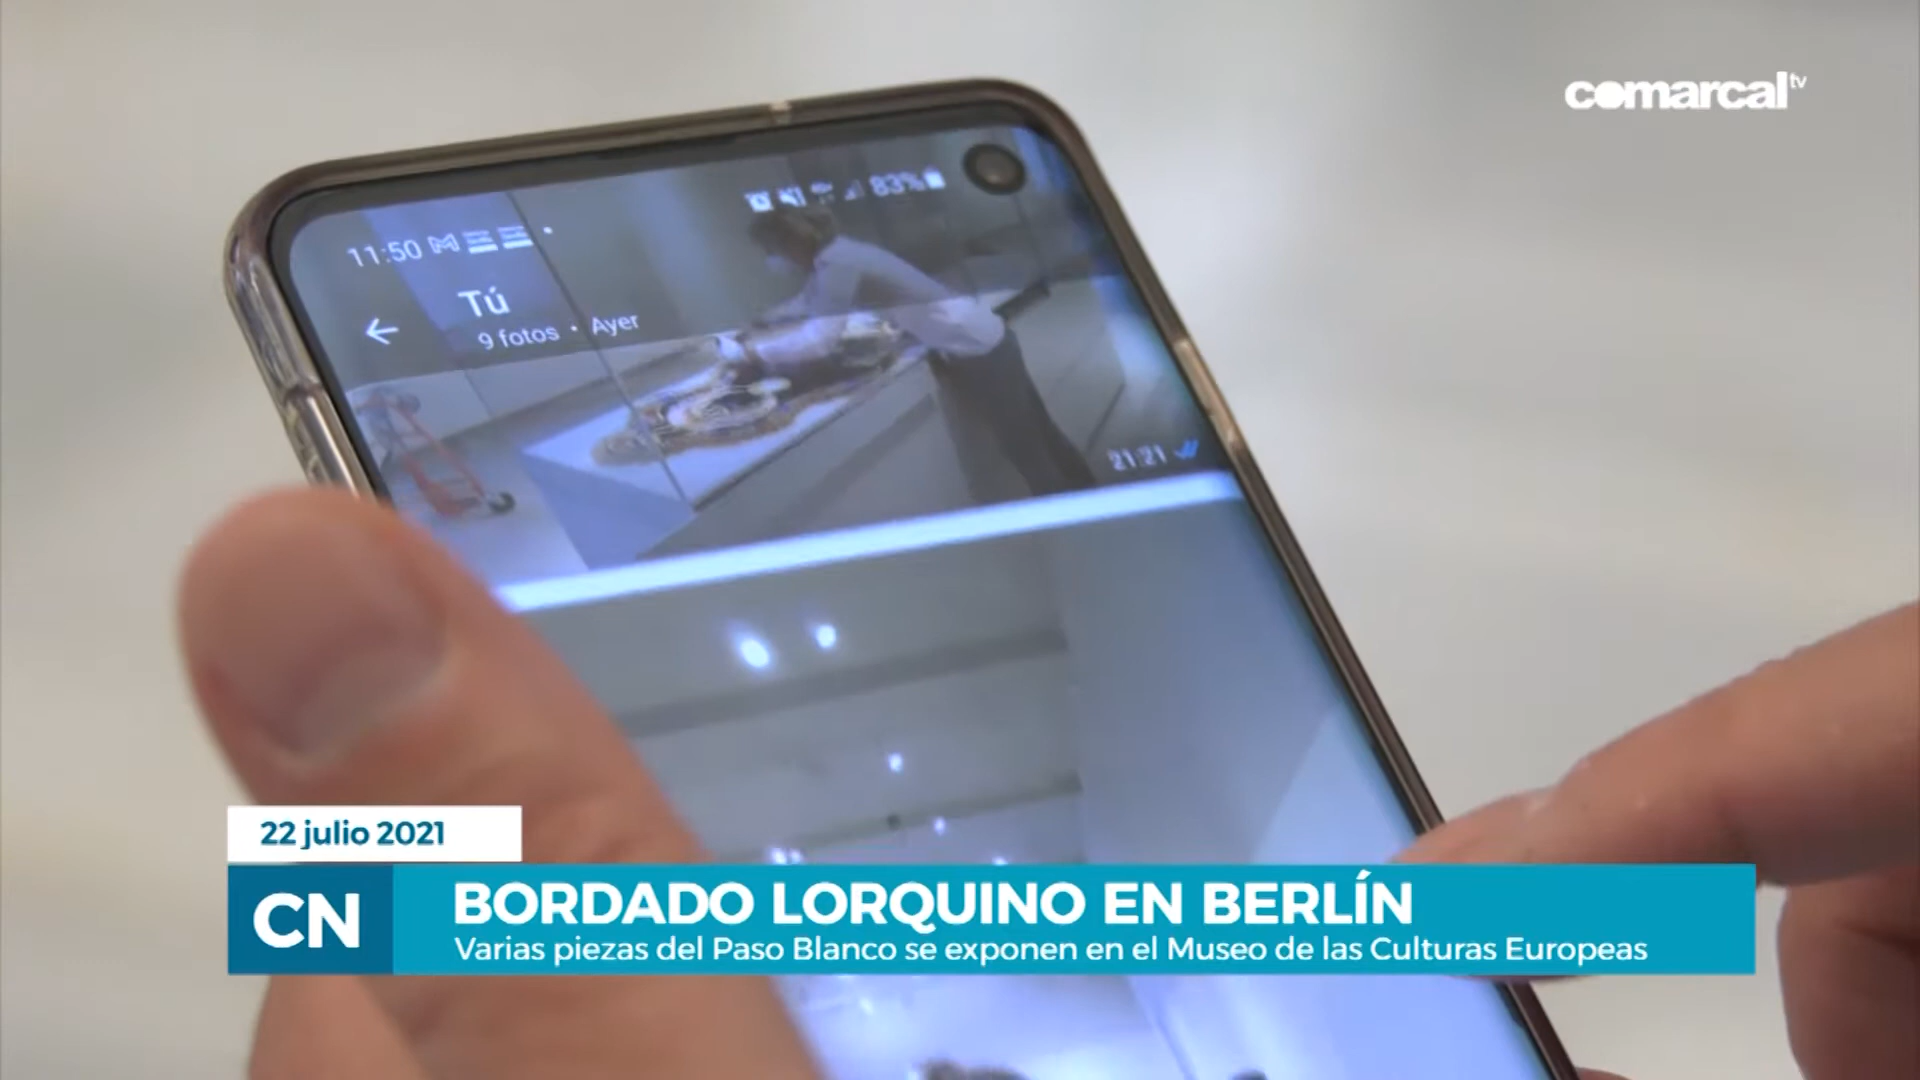 comarcal tv
83%
11:50
Tú
9 fotos · Ayer
21:21
22 julio 2021
CN
BORDADO LORQUINO EN BERLÍN
Varias piezas del Paso Blanco se exponen en el Museo de las Culturas Europeas